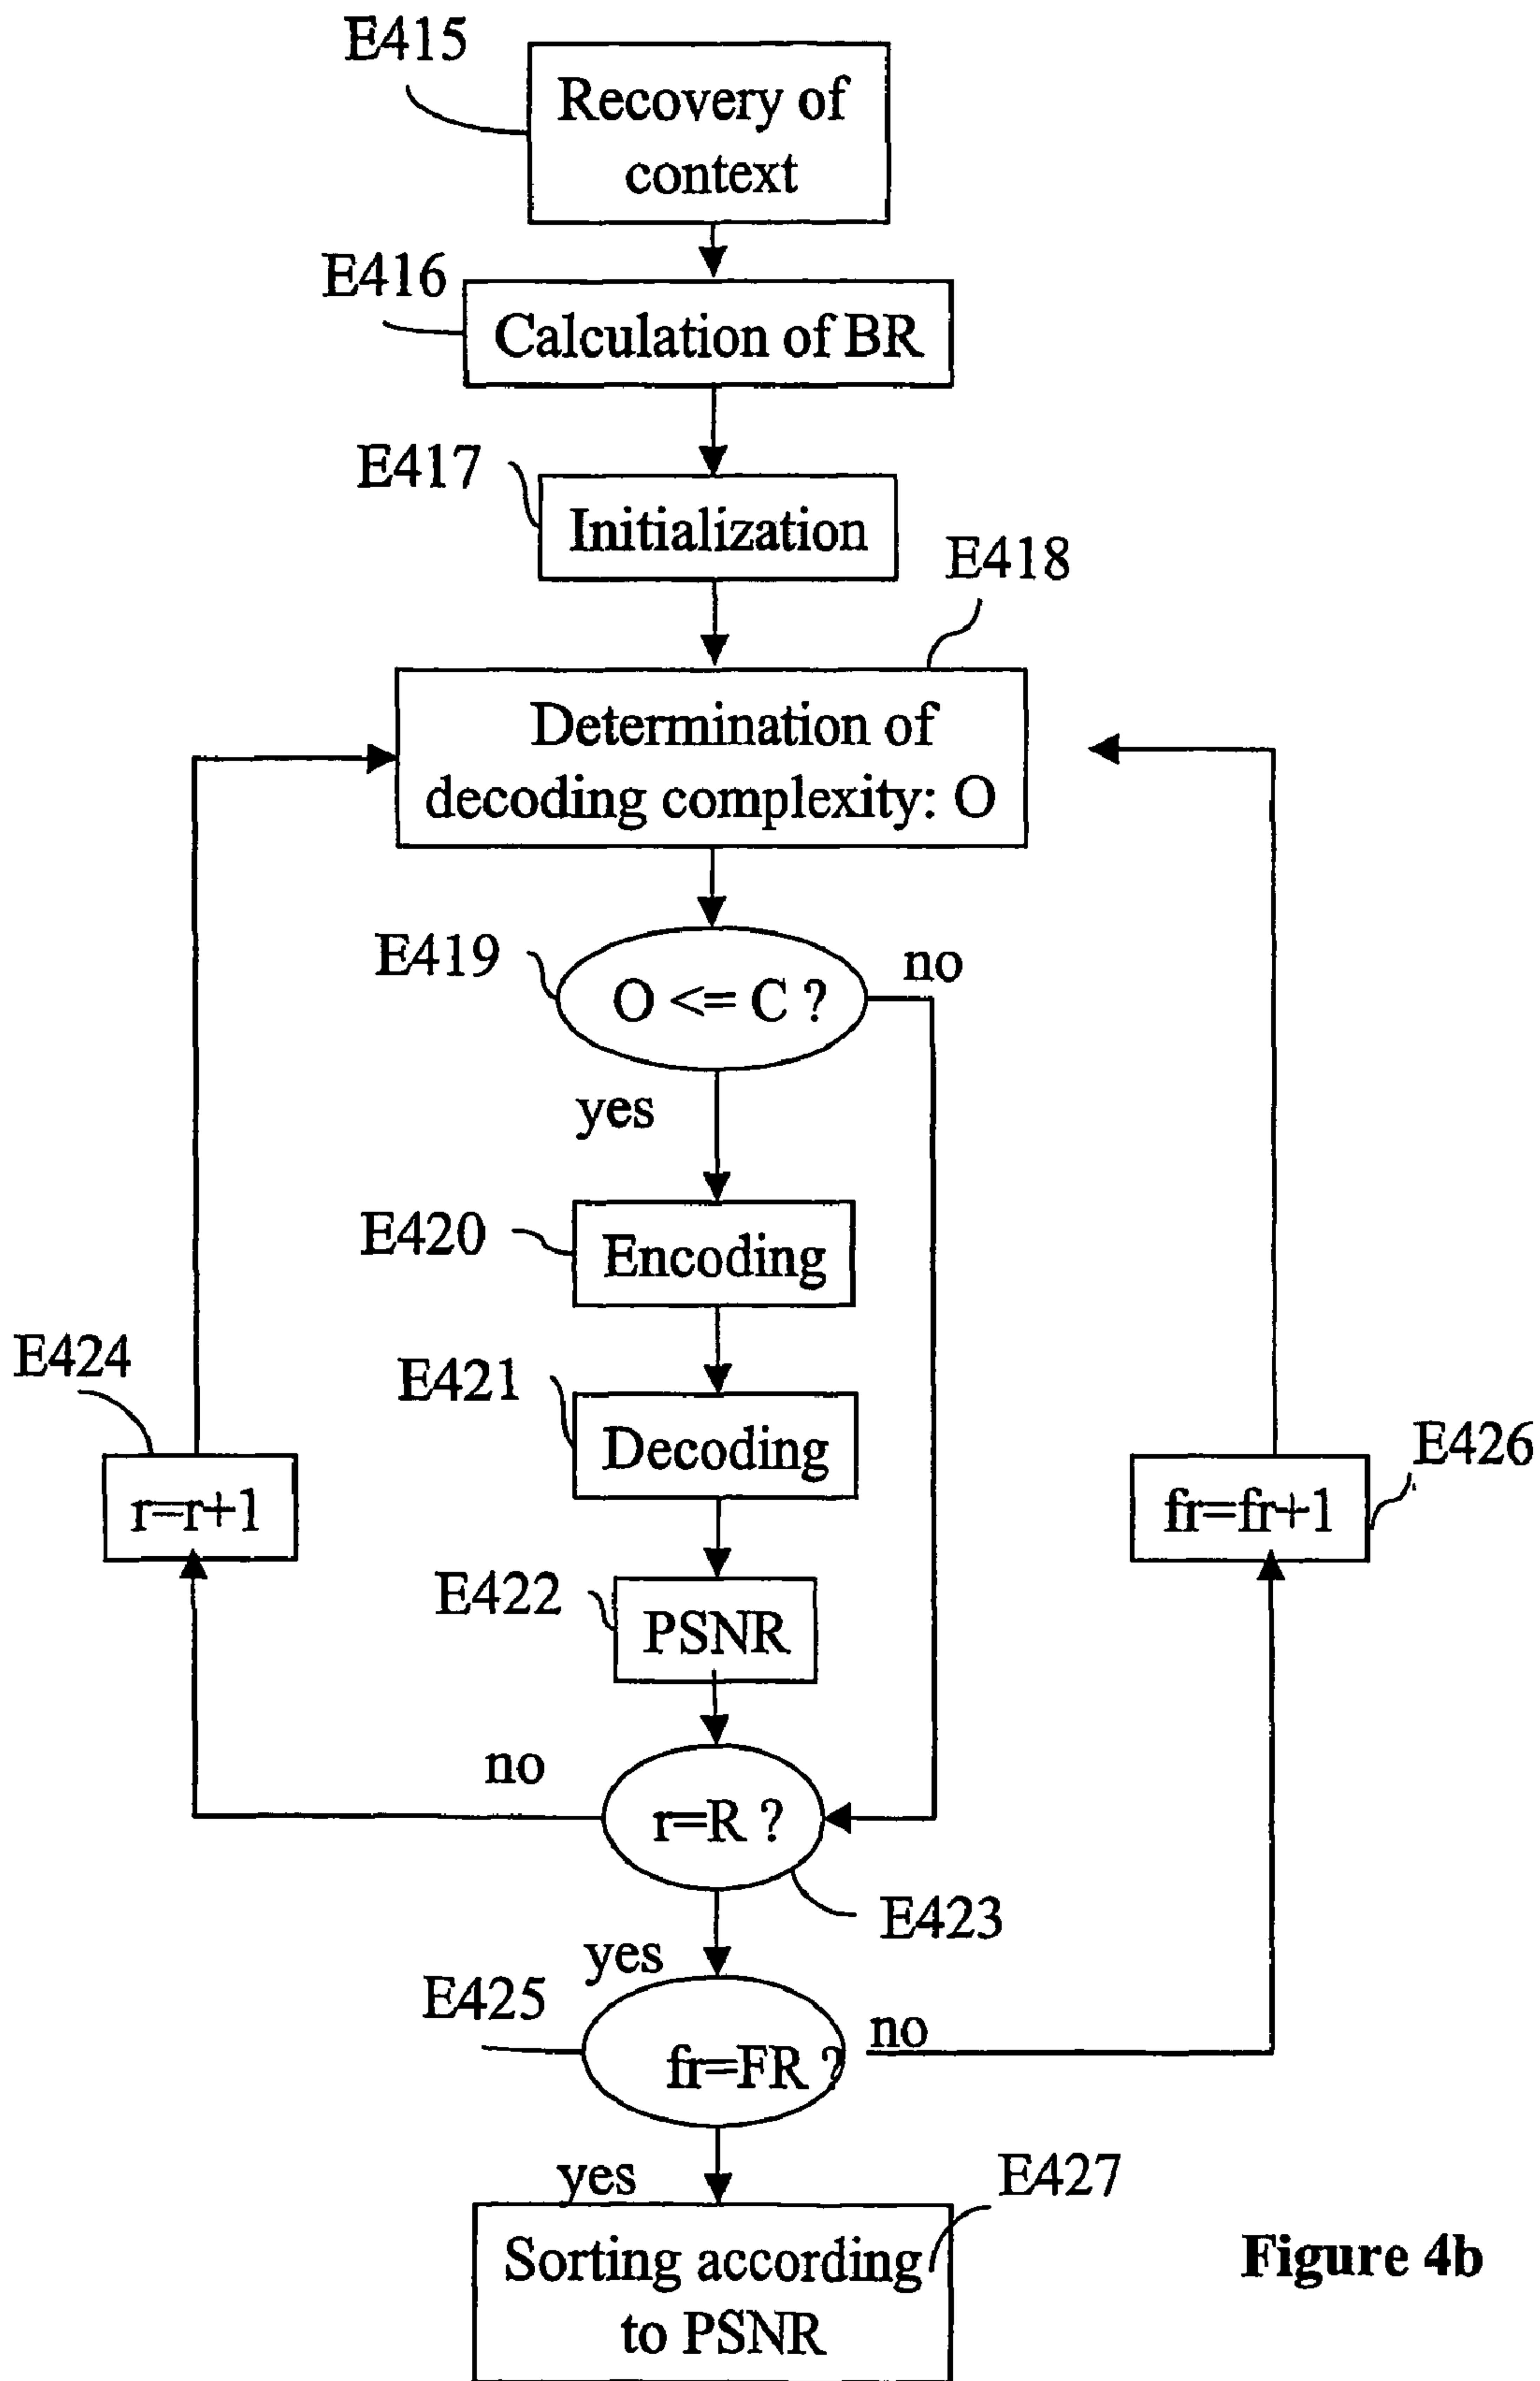 E415
Recovery of
context
E416
Calculation of BR
E417
Initialization
E418
Determination of
decoding complexity: O
E419
O <= C ?
no
yes
E420
Encoding
E424
E421
Decoding
E426
r=r+1
fr=fr+1
E422
PSNR
no
r=R ?
E423
yes
E425
fr=FR ?
no
yes
E427
Sorting according
to PSNR
Figure 4b